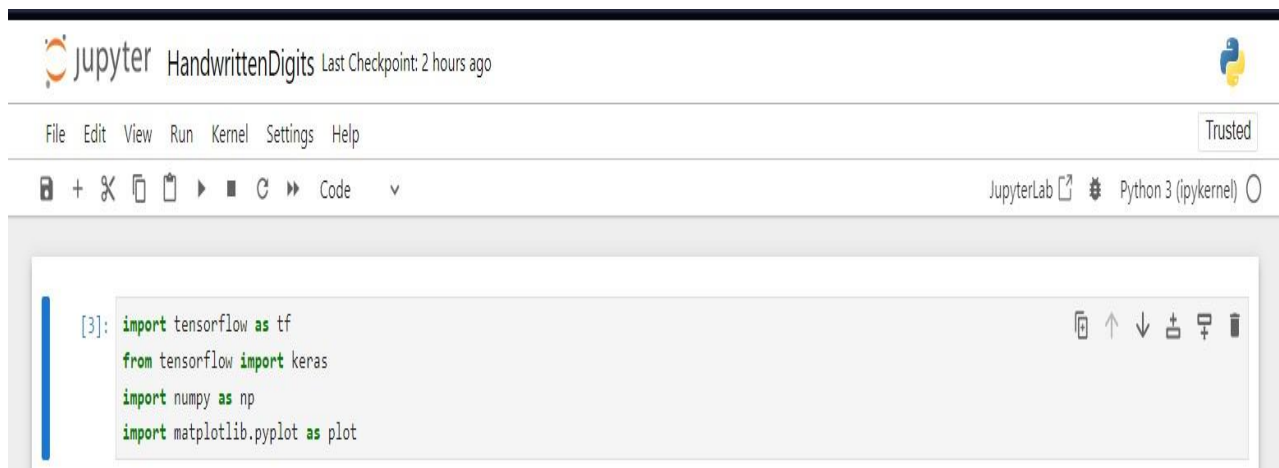 jupyter HandwrittenDigits Last Checkpoint: 2 hours ago
File Edit View Run Kernel Settings Help
Trusted
Code
JupyterLab Python 3 (ipykernel)
[3]: import tensorflow as tf
from tensorflow import keras
import numpy as np
import matplotlib.pyplot as plot